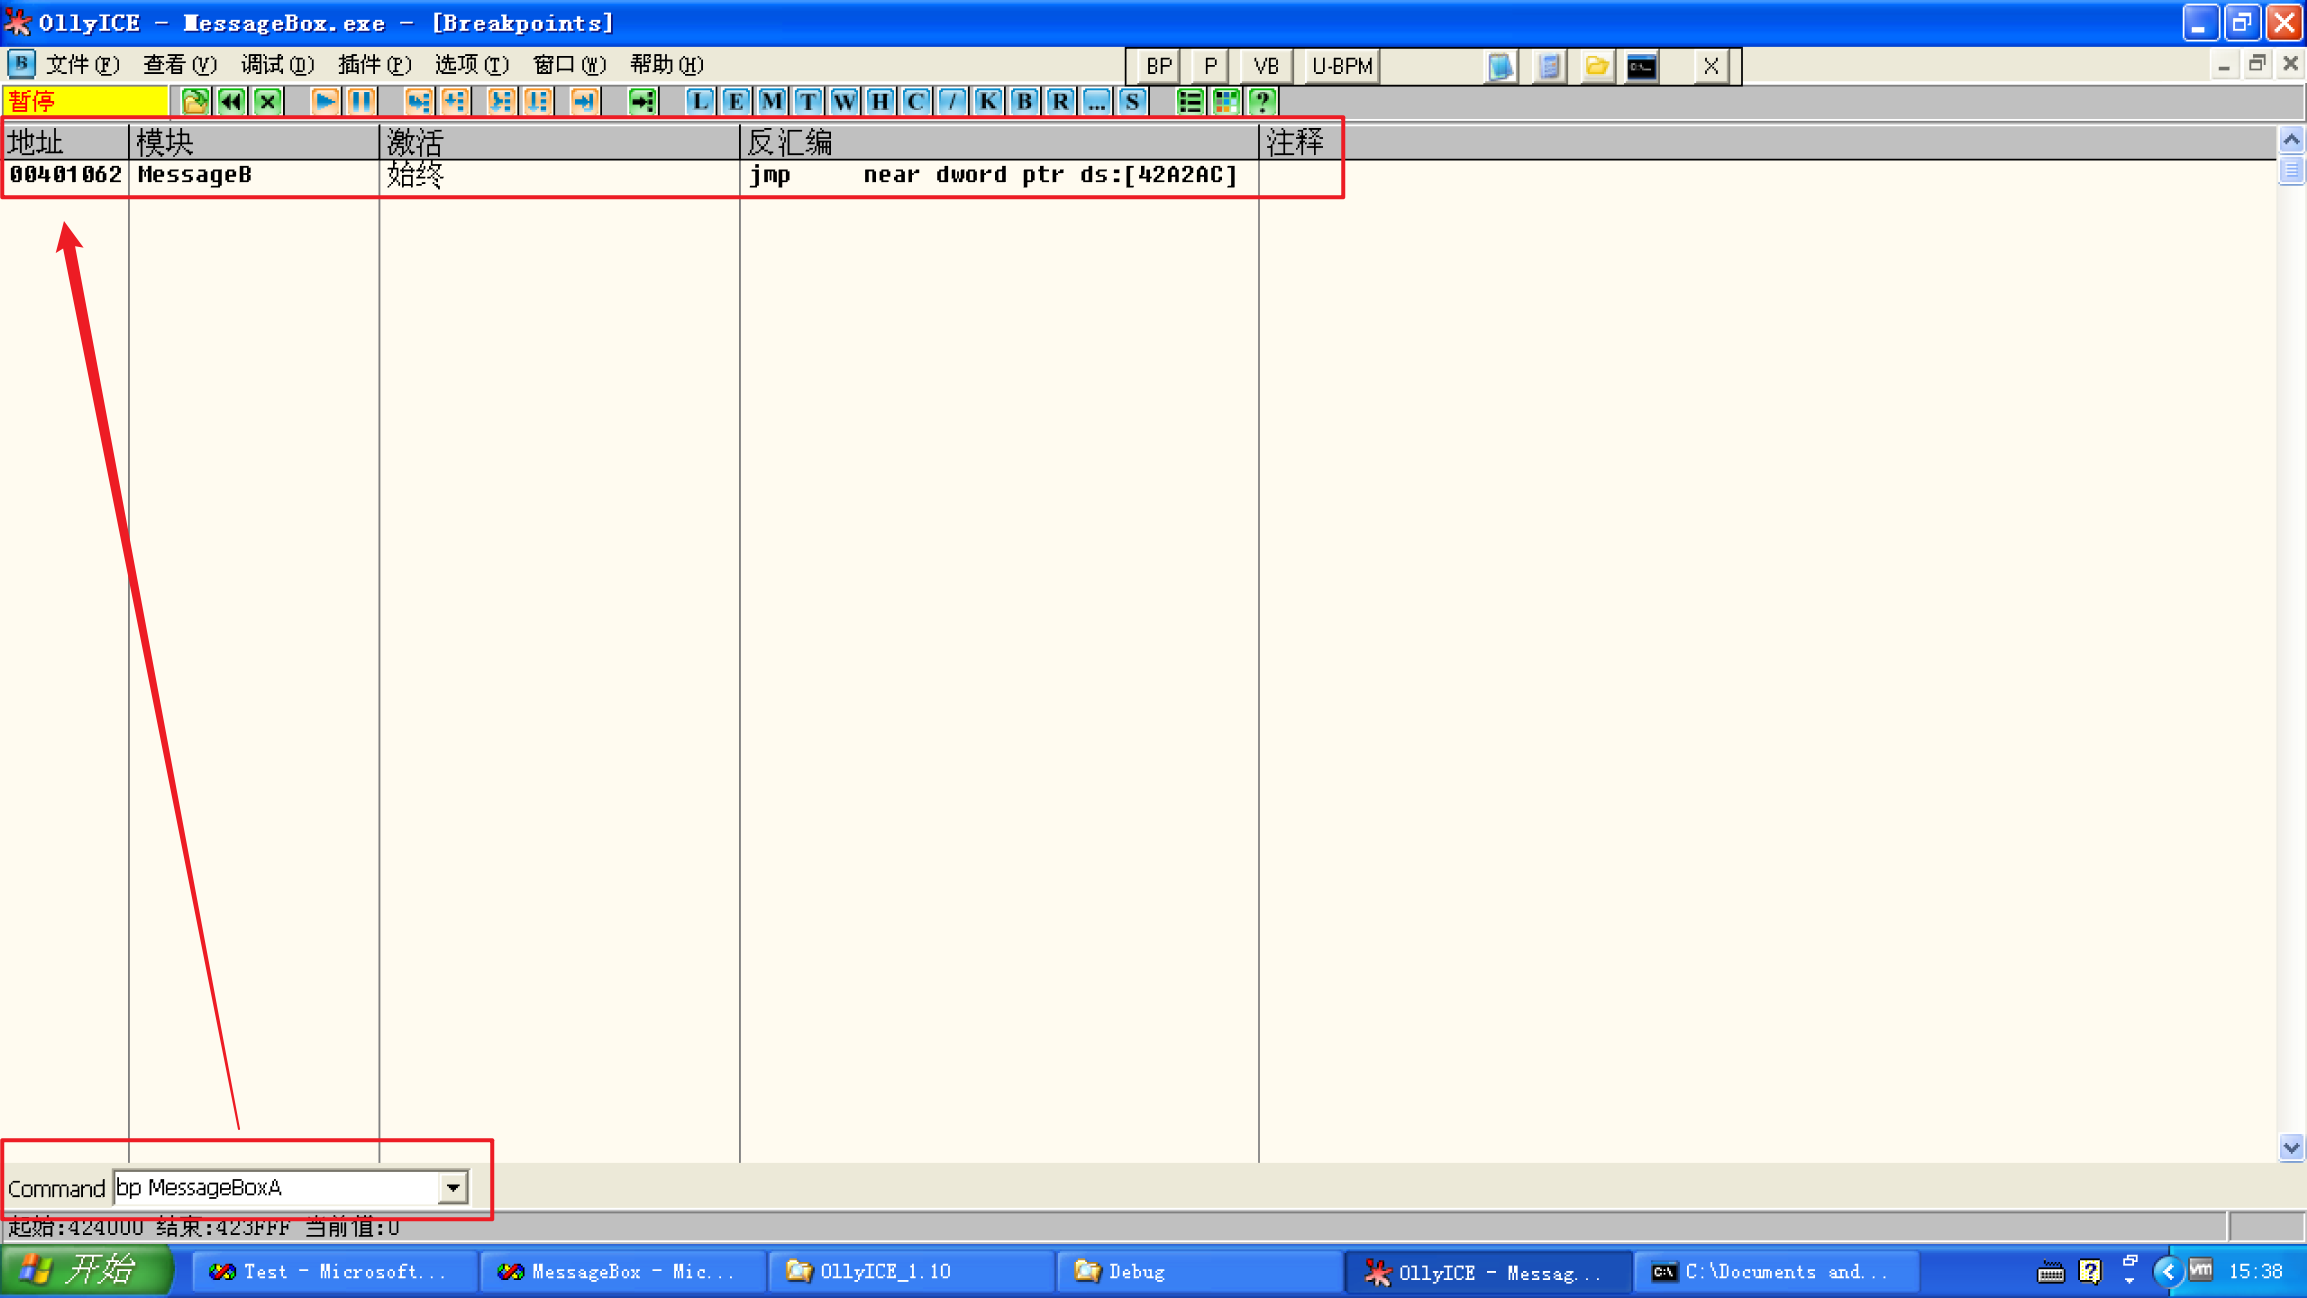 OllyICE - MessageBox.exe - [Breakpoints]
B 文件(F) 查看(V) 调试(D) 插件(P) 选项(T) 窗口(W) 帮助(H) BP P VB U-BPM X
暂停 L E M T W H C / K B R ... S ?
地址 模块 激活 反汇编 注释
00401062 MessageB 始终 jmp near dword ptr ds:[42A2AC]
Command bp MessageBoxA
起始:424000 结束:423FFF 当前值:0
开始 Test - Microsoft... MessageBox - Mic... OllyICE_1.10 Debug OllyICE - Messag... C:\Documents and... 15:38